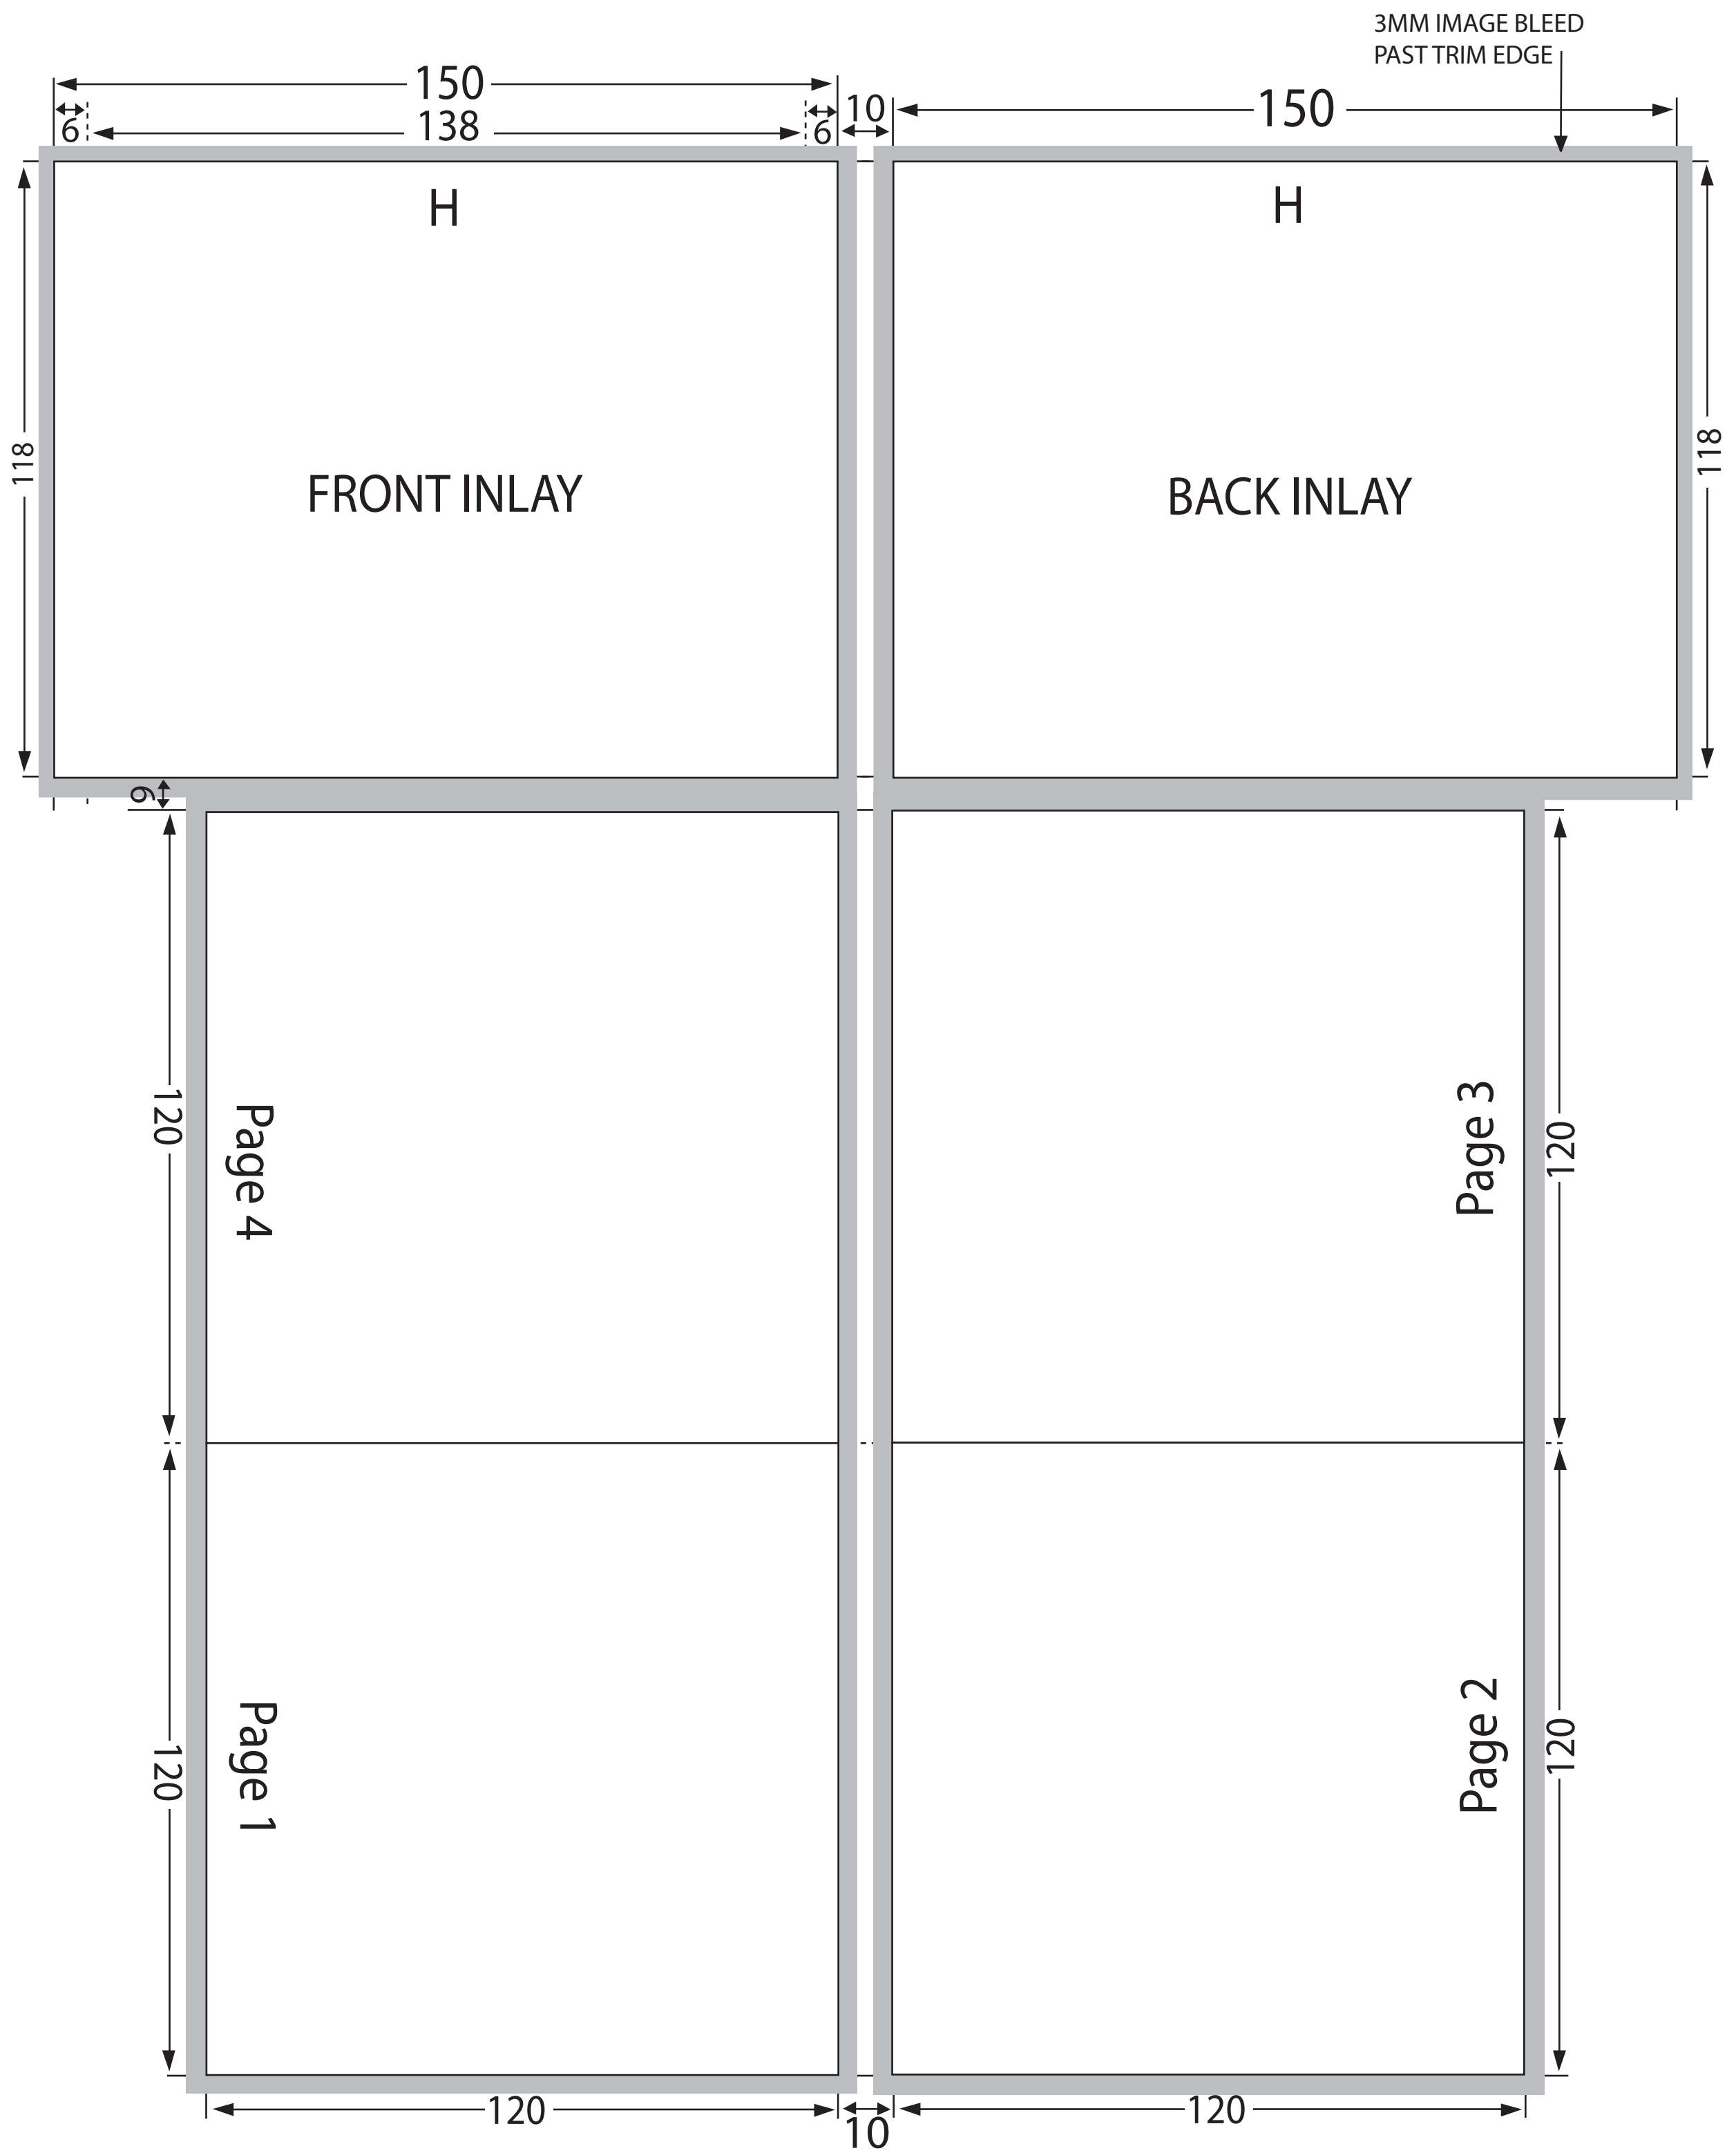 3MM IMAGE BLEED
PAST TRIM EDGE
150
6
138
6
10
150
H
H
118
118
FRONT INLAY
BACK INLAY
6
120
Page 4
Page 3
120
120
Page 1
Page 2
120
120
10
120